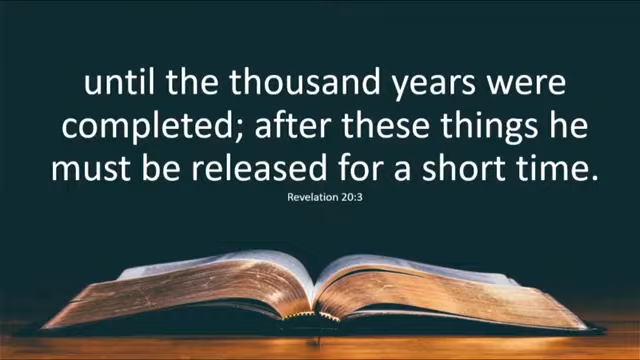 until the thousand years were
completed; after these things he
must be released for a short time.
Revelation 20:3